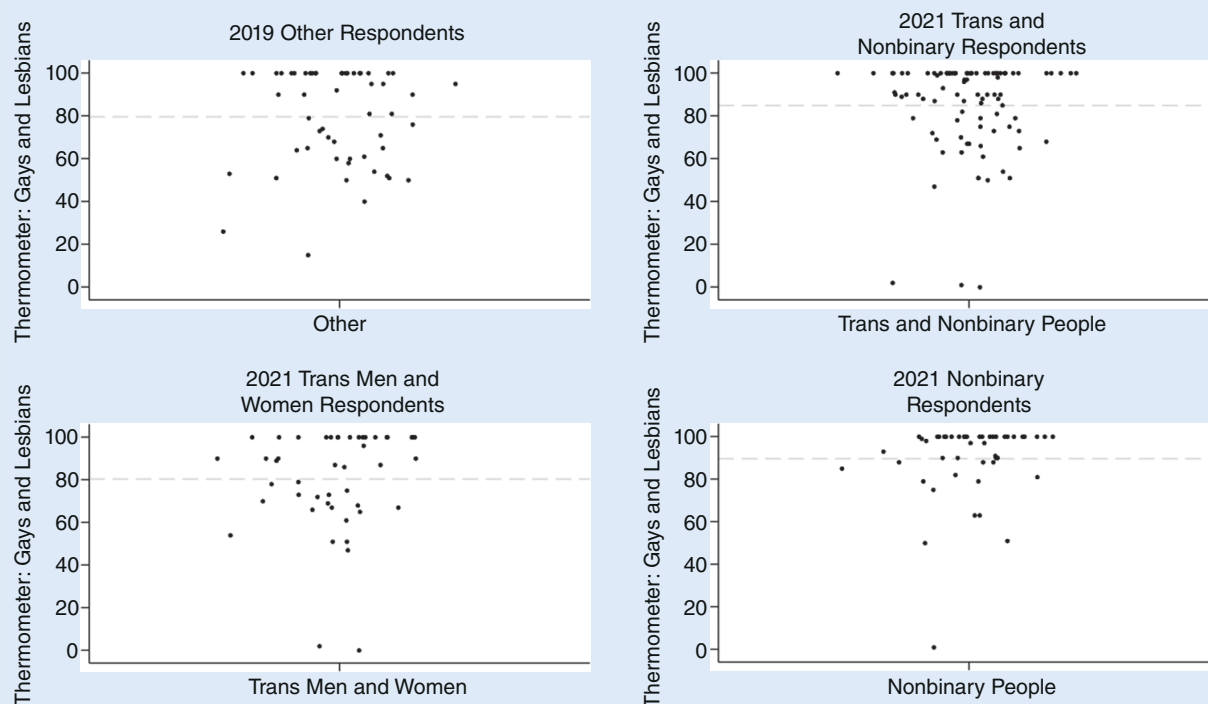 2019 Other Respondents
Thermometer: Gays and Lesbians
100
80
60
40
20
0
Other
2021 Trans and
Nonbinary Respondents
Thermometer: Gays and Lesbians
100
80
60
40
20
0
Trans and Nonbinary People
2021 Trans Men and
Women Respondents
Thermometer: Gays and Lesbians
100
80
60
40
20
0
Trans Men and Women
2021 Nonbinary
Respondents
Thermometer: Gays and Lesbians
100
80
60
40
20
0
Nonbinary People